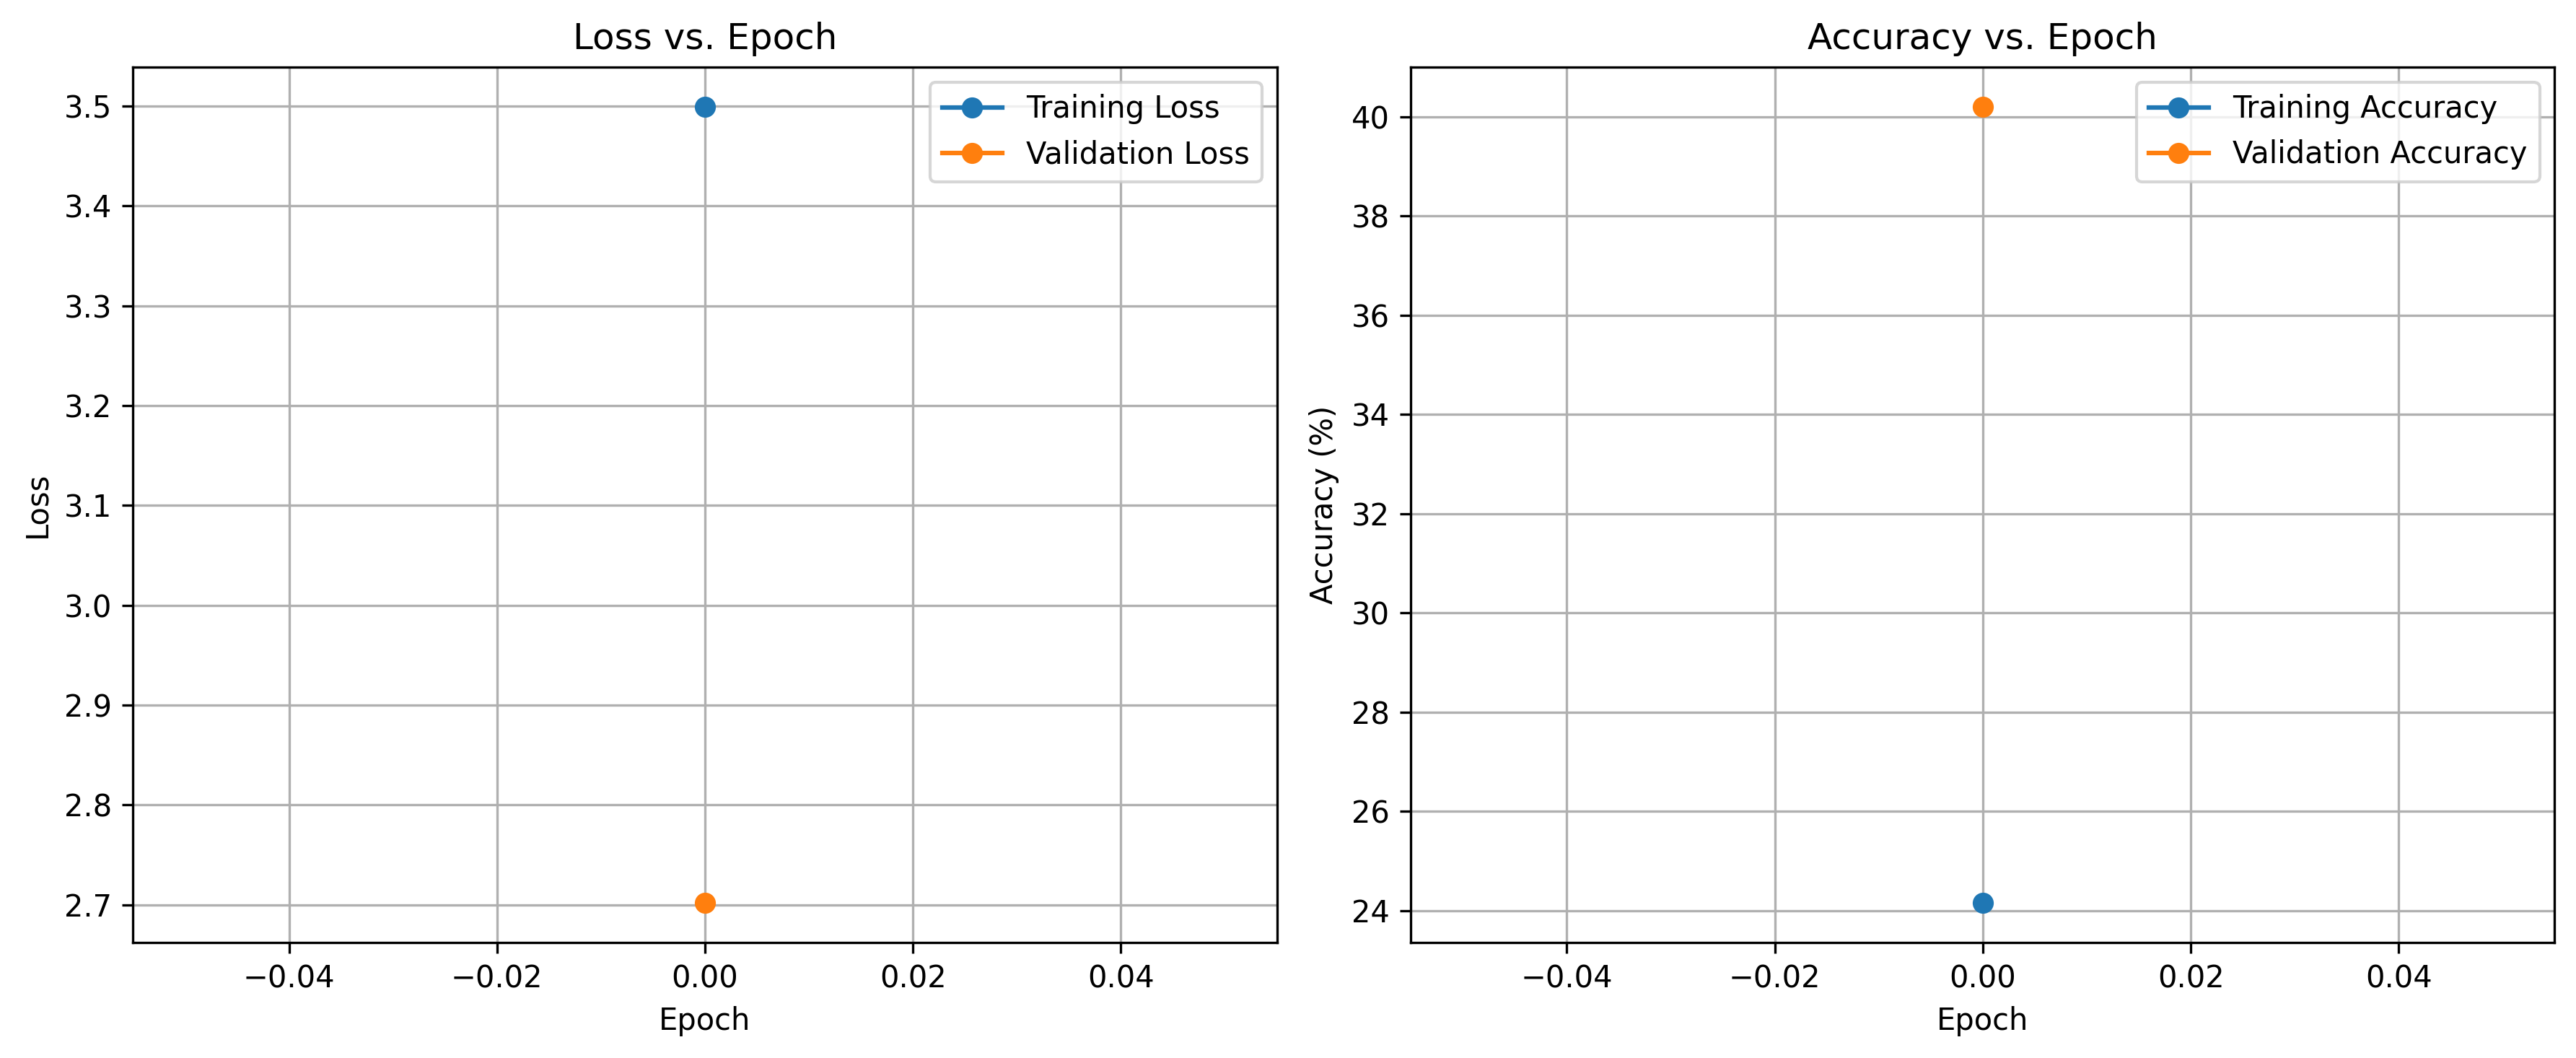 Loss vs. Epoch
3.5
3.4
3.3
3.2
3.1
3.0
2.9
2.8
2.7
Loss
−0.04
−0.02
0.00
0.02
0.04
Epoch
Training Loss
Validation Loss
Accuracy vs. Epoch
40
38
36
34
32
30
28
26
24
Accuracy (%)
−0.04
−0.02
0.00
0.02
0.04
Epoch
Training Accuracy
Validation Accuracy